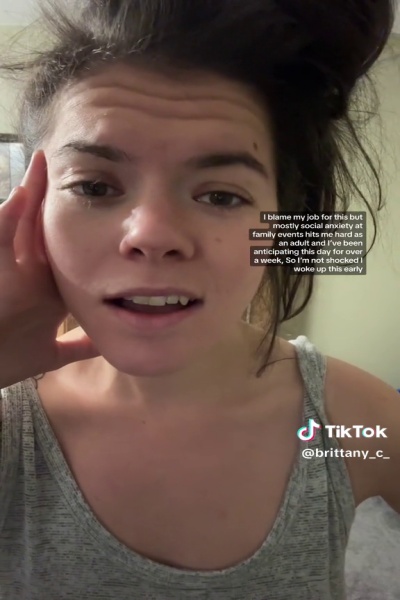 I blame my job for this but
mostly social anxiety at
family events hits me hard as
an adult and I've been
anticipating this day for over
a week, So I'm not shocked i
woke up this early
TikTok
@brittany_c_